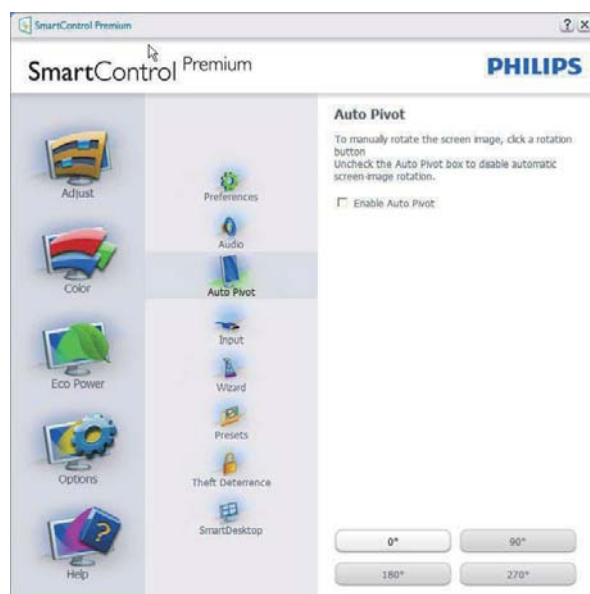 SmartControl Premium
SmartControl Premium
PHILIPS
Adjust
Color
Eco Power
Options
Help
Preferences
Audio
Auto Pivot
Input
Wizard
Presets
Theft Deterrence
SmartDesktop
Auto Pivot
To manually rotate the screen image, click a rotation
button
Uncheck the Auto Pivot box to disable automatic
screen-image rotation.
Enable Auto Pivot
0°
90°
180°
270°